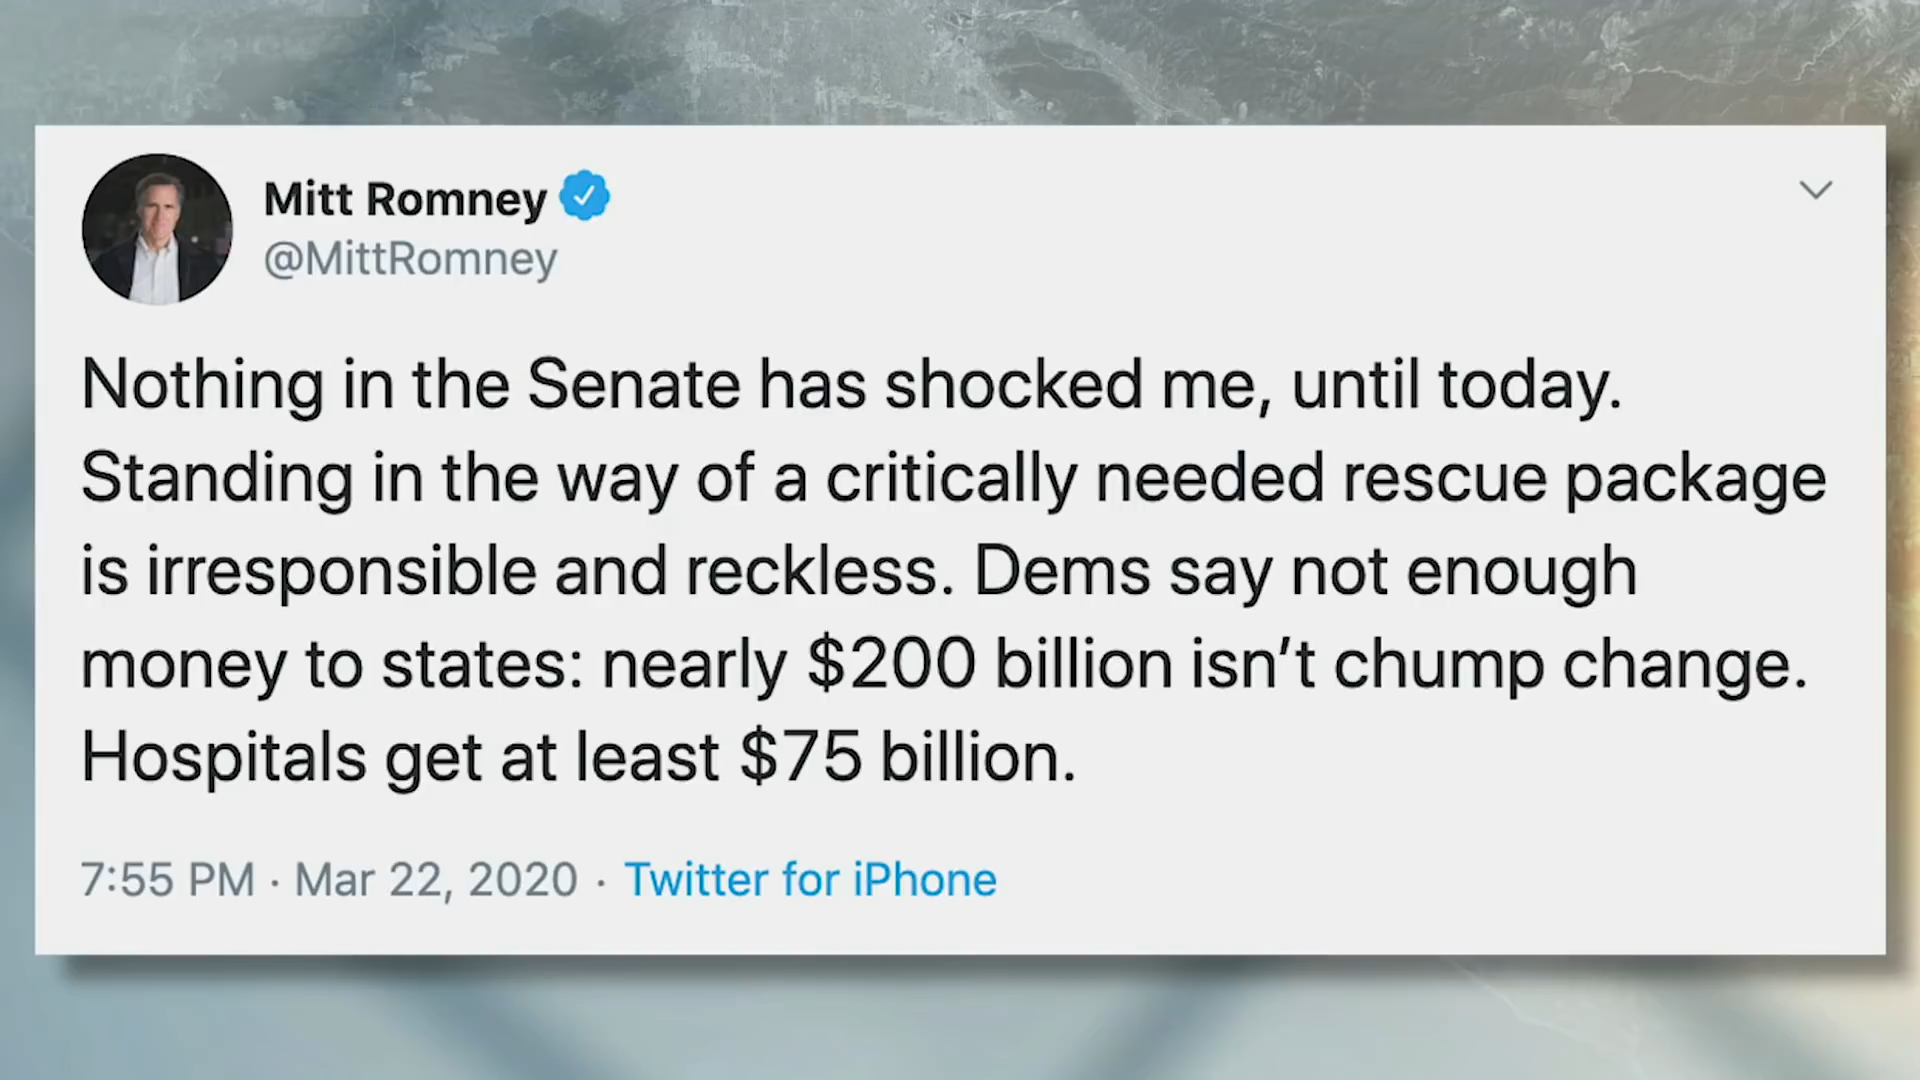 Mitt Romney
@MittRomney
Nothing in the Senate has shocked me, until today.
Standing in the way of a critically needed rescue package
is irresponsible and reckless. Dems say not enough
money to states: nearly $200 billion isn’t chump change.
Hospitals get at least $75 billion.
7:55 PM · Mar 22, 2020 · Twitter for iPhone